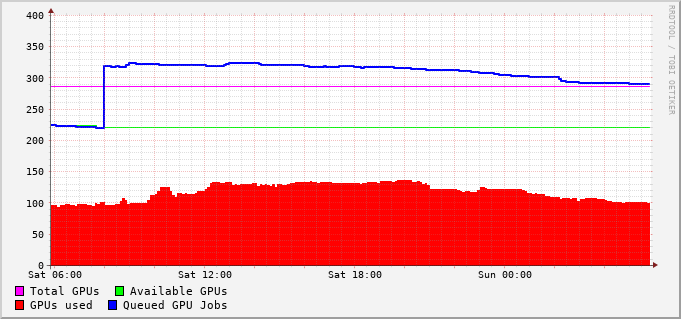 400
350
300
250
200
150
100
50
0
Sat 06:00 Sat 12:00 Sat 18:00 Sun 00:00
Total GPUs Available GPUs
GPUs used Queued GPU Jobs
RRDTOOL / TOBI OETIKER